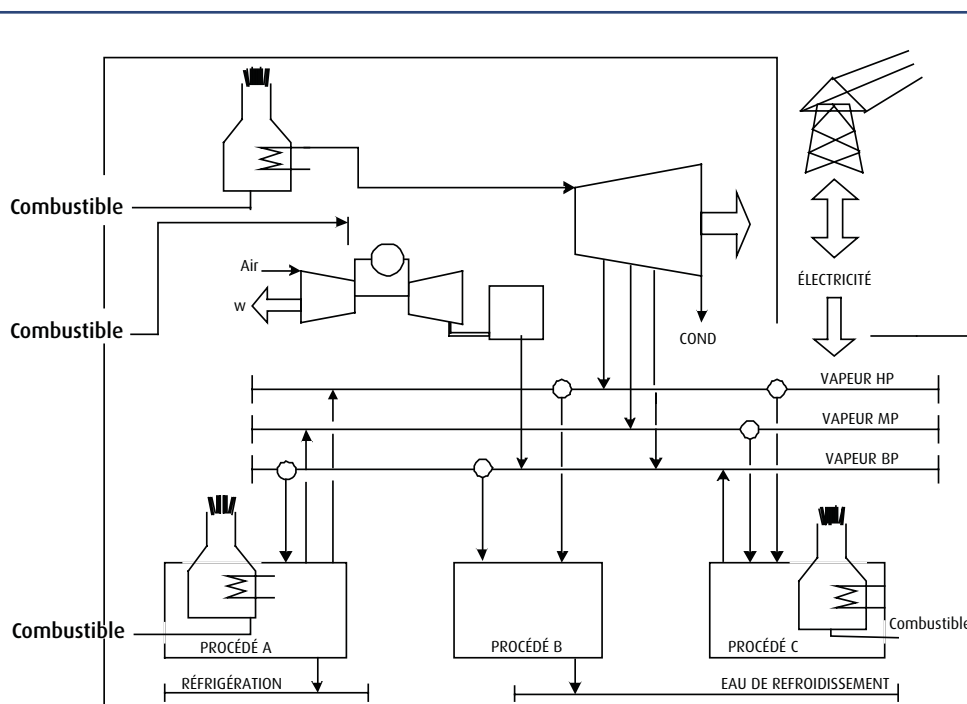 Combustible
Air
w
Combustible
ÉLECTRICITÉ
COND
VAPEUR HP
VAPEUR MP
VAPEUR BP
Combustible
PROCÉDÉ A
PROCÉDÉ B
PROCÉDÉ C
Combustible
RÉFRIGÉRATION
EAU DE REFROIDISSEMENT